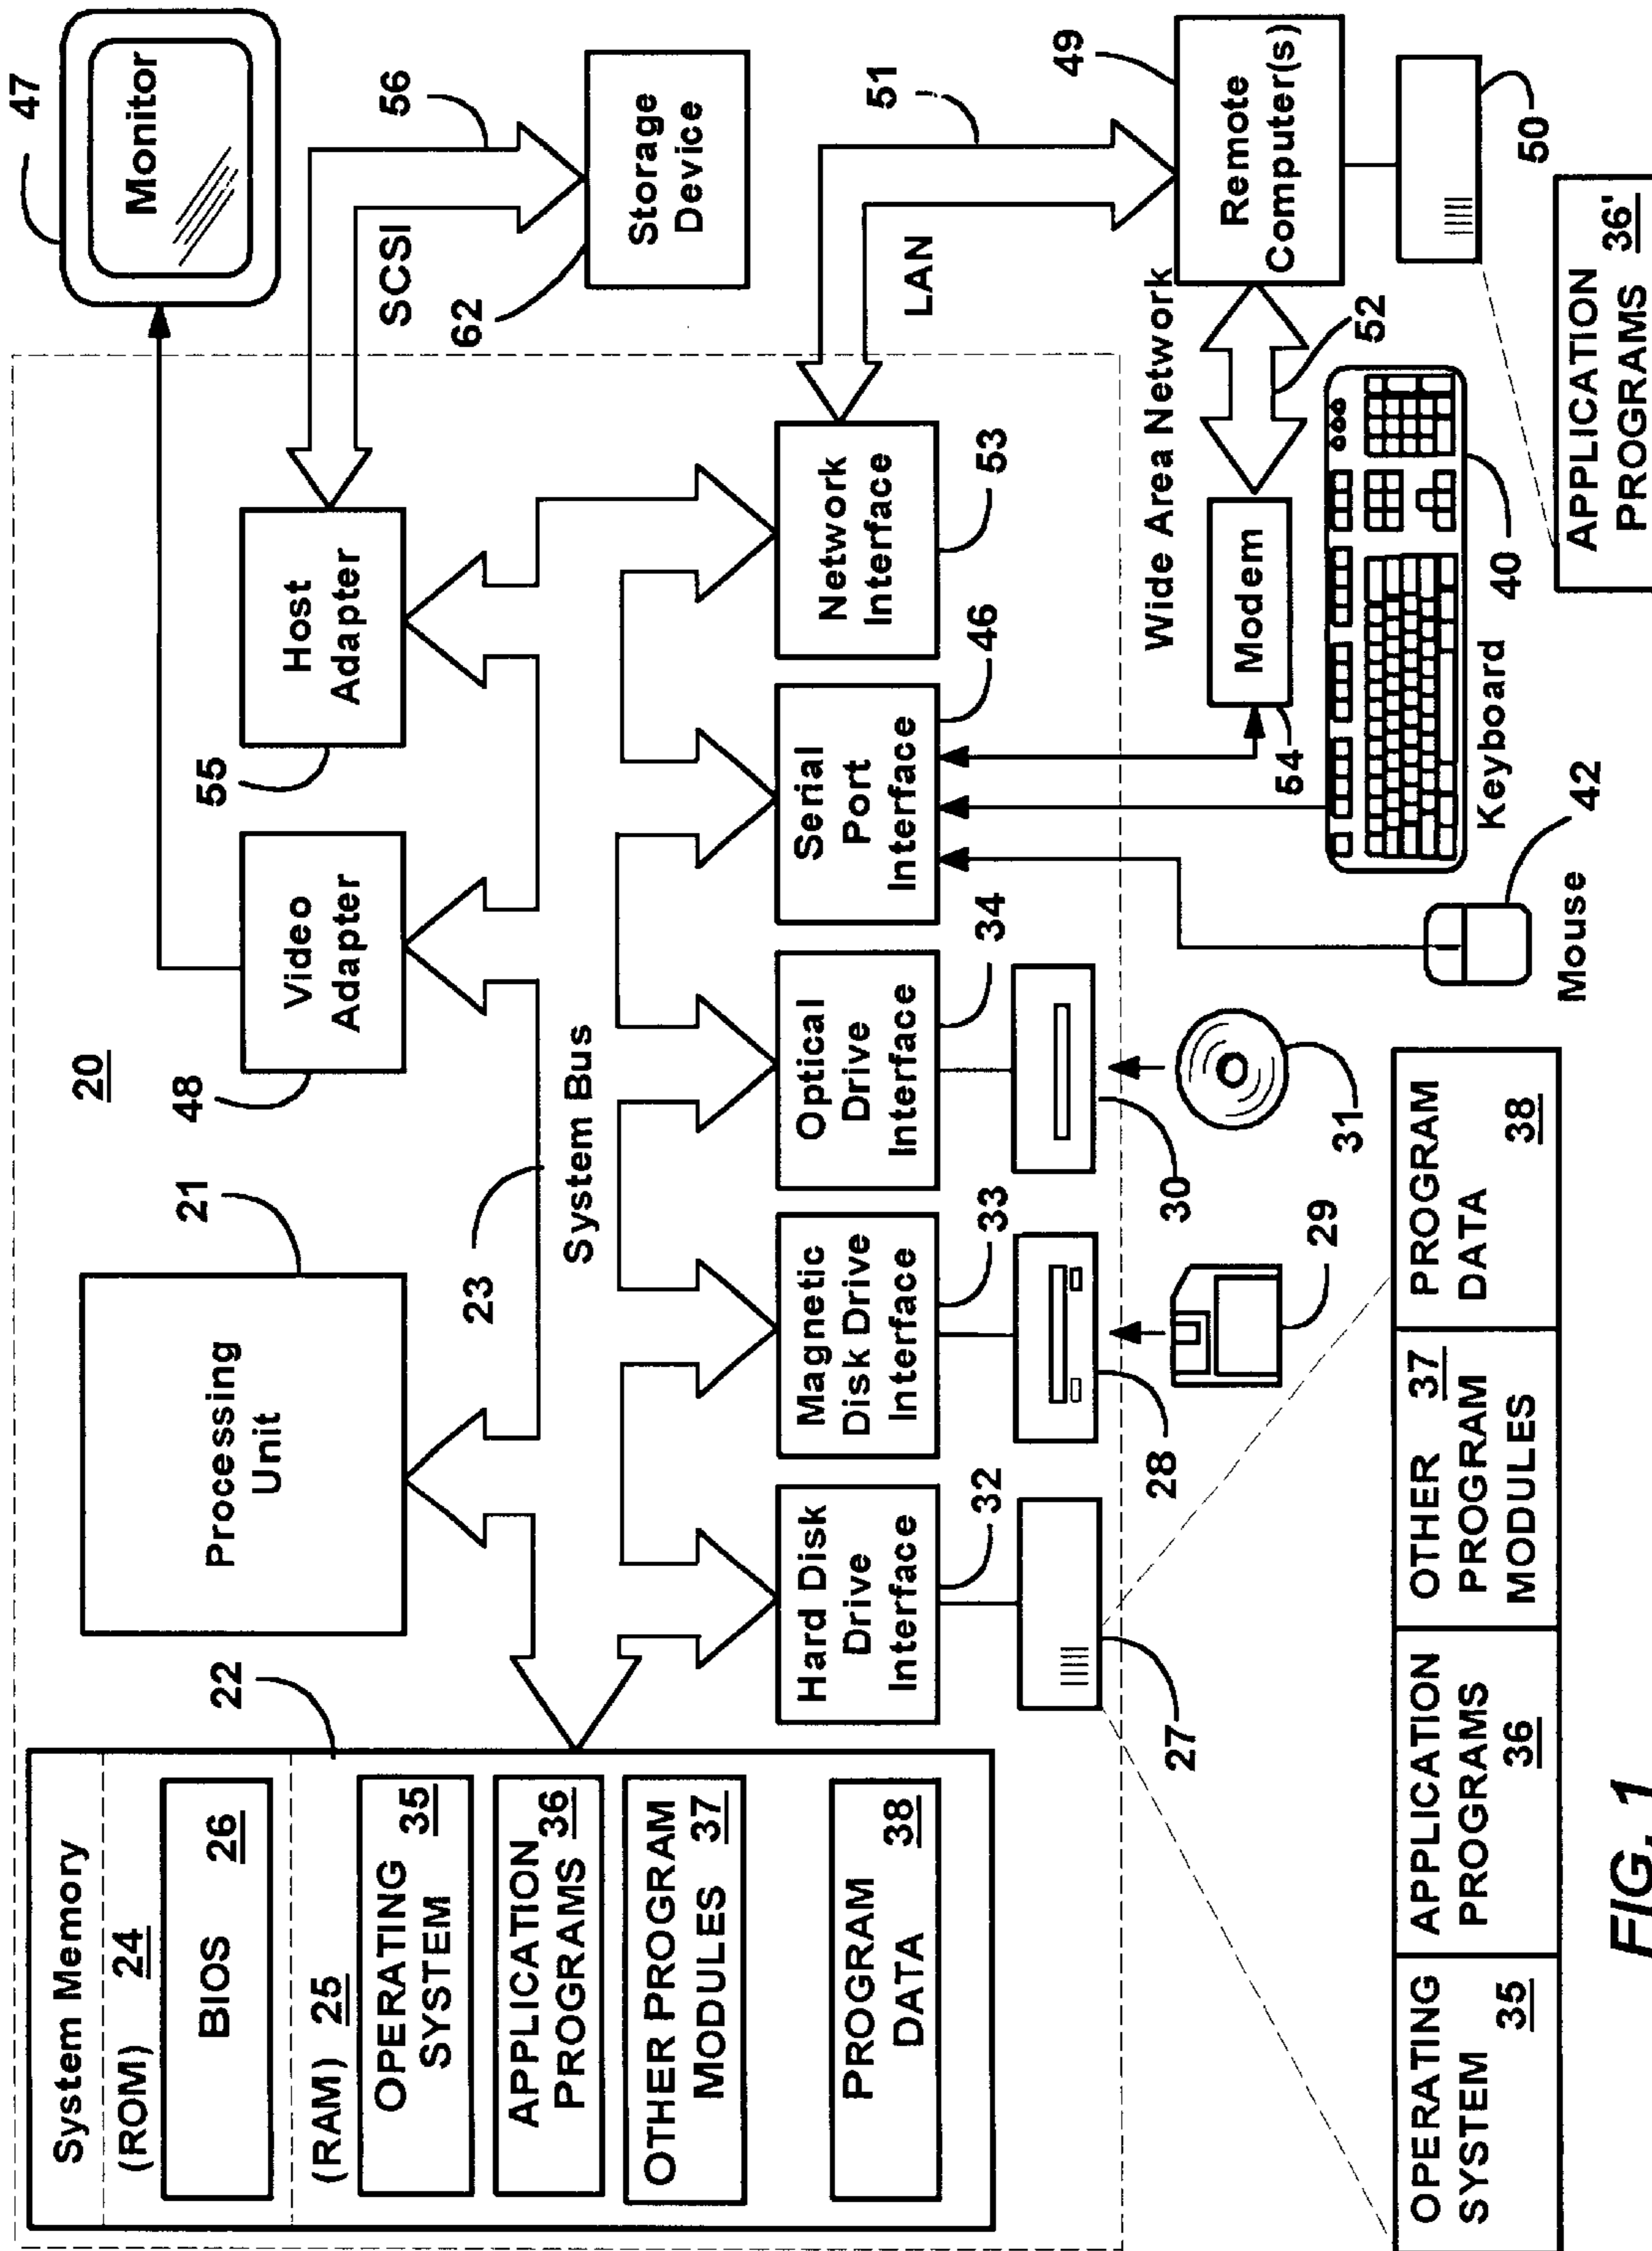 System Memory
(ROM) 24
BIOS 26
(RAM) 25
OPERATING
SYSTEM 35
APPLICATION
PROGRAMS 36
OTHER PROGRAM
MODULES 37
PROGRAM
DATA 38
22
Processing
Unit
21
20
Video
Adapter
48
Host
Adapter
55
47
Monitor
SCSI
56
Storage
Device
62
23
System Bus
Hard Disk
Drive
Interface
32
Magnetic
Disk Drive
Interface
33
Optical
Drive
Interface
34
Serial
Port
Interface
46
Network
Interface
53
LAN
51
27
28
29
30
31
Wide Area Network
Modem
54
52
Remote
Computer(s)
49
50
Mouse
42
Keyboard
40
OPERATING
SYSTEM
35
APPLICATION
PROGRAMS
36
OTHER 37
PROGRAM
MODULES
PROGRAM
DATA
38
APPLICATION
PROGRAMS 36'
FIG. 1